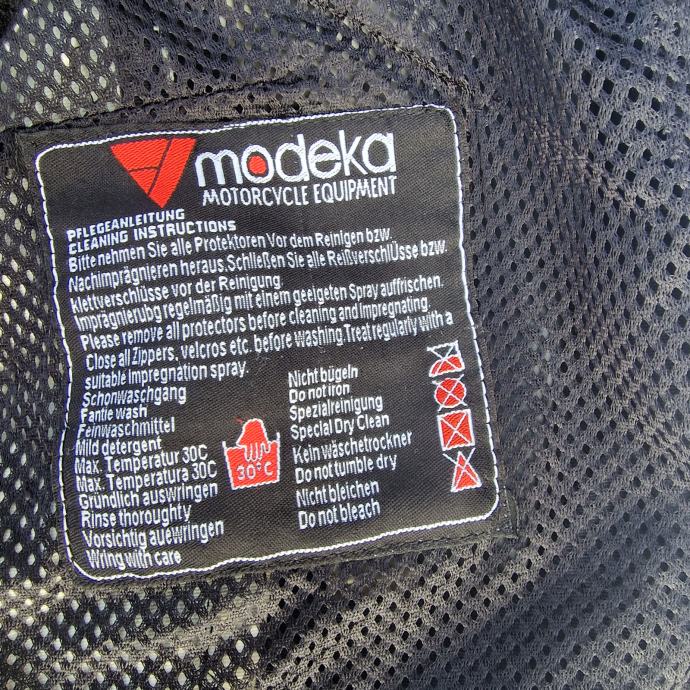 modeka
MOTORCYCLE EQUIPMENT
PFLEGEANLEITUNG
CLEANING INSTRUCTIONS
Bitte nehmen Sie alle Protektoren Vor dem Reinigen bzw.
Nachimprägnieren heraus.Schließen Sie alle Reißverschlüsse bzw.
Klettverschlüsse vor der Reinigung.
Imprägnierubg regelmäßig mit einem geeigeten Spray auffrischen.
Please remove all protectors before cleaning and Impregnating.
Close all Zippers, velcros etc. before washing.Treat regularly with a
suitable Impregnation spray.
Schonwaschgang
Fantie wash
Feinwaschmittel
Mild detergent
Max. Temperatur 30C
Max. Temperatura 30C
Gründlich auswringen
Rinse thoroughty
Vorsichtig auewringen
Wring with care
30°C
Nicht bügeln
Do not iron
Spezialreinigung
Special Dry Clean
Kein wäschetrockner
Do not tumble dry
Nicht bleichen
Do not bleach